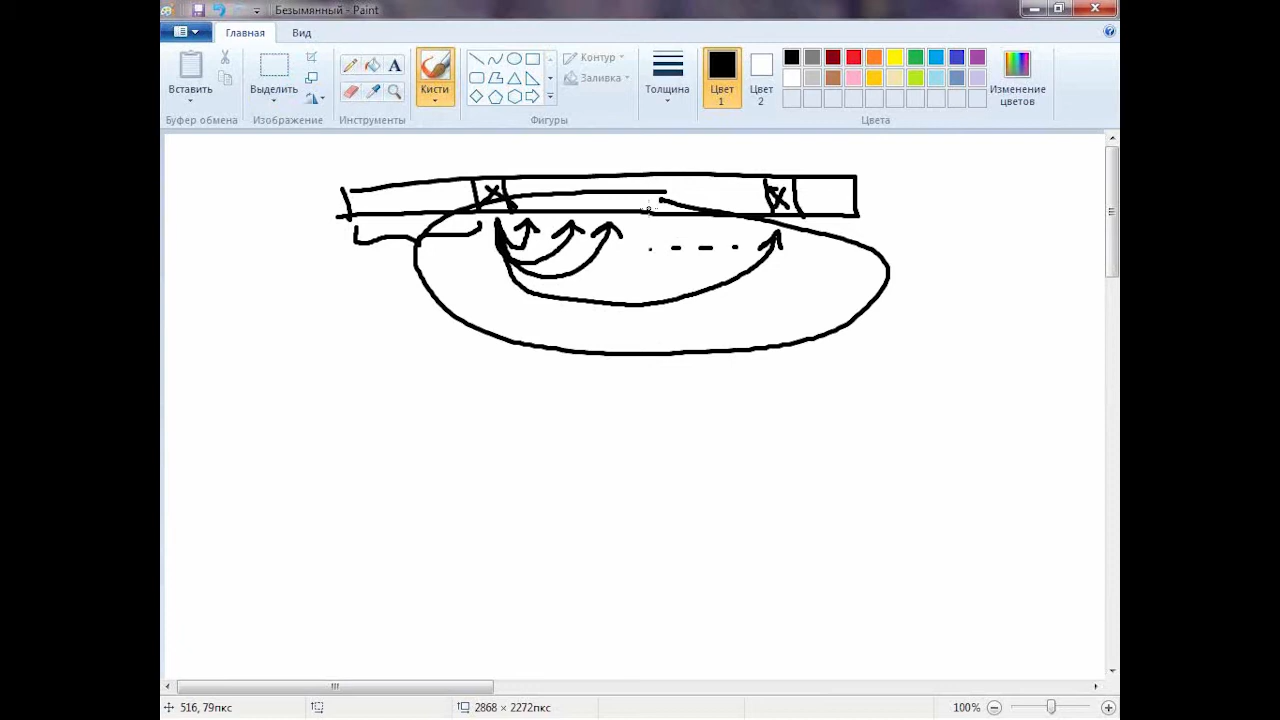 Безымянный - Paint
Главная Вид
Вставить
Буфер обмена
Выделить
Изображение
A
Инструменты
Кисти
Контур
Заливка
Фигуры
Толщина
Цвет 1
Цвет 2
Изменение цветов
Цвета
x x
516, 79пкс
2868 × 2272пкс
100%